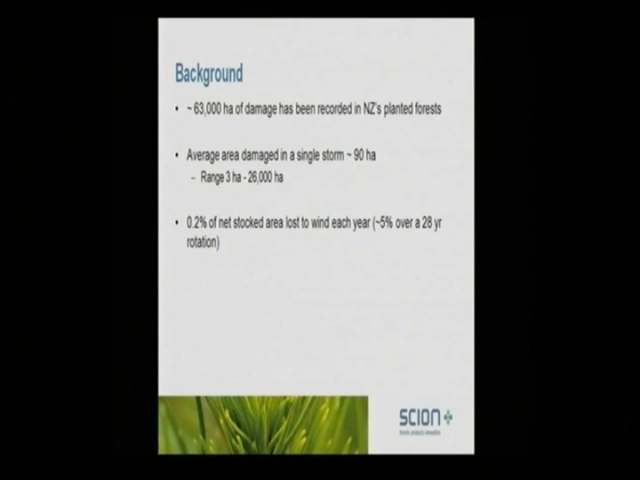 Background
• ~ 63,000 ha of damage has been recorded in NZ's planted forests
• Average area damaged in a single storm ~ 90 ha
– Range 3 ha - 26,000 ha
• 0.2% of net stocked area lost to wind each year (~5% over a 28 yr
rotation)
SCION